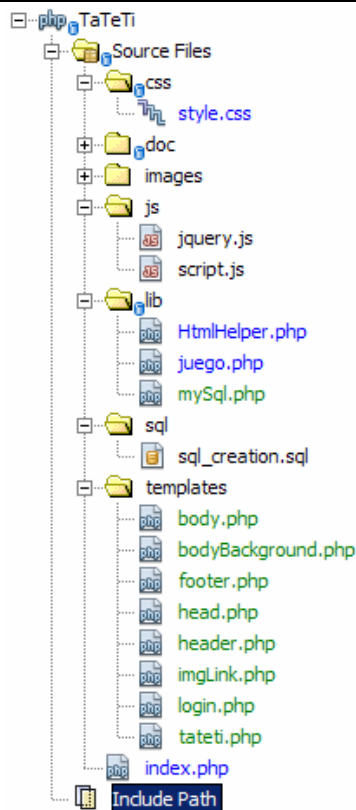 TaTeTi
Source Files
css
style.css
doc
images
js
jquery.js
script.js
lib
HtmlHelper.php
juego.php
mySql.php
sql
sql_creation.sql
templates
body.php
bodyBackground.php
footer.php
head.php
header.php
imgLink.php
login.php
tateti.php
index.php
Include Path